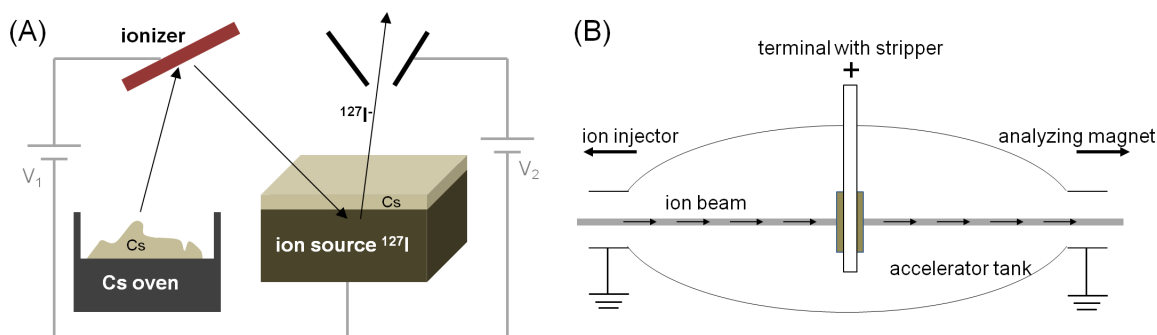 (A)
ionizer
V1
Cs
Cs oven
127I-
Cs
ion source 127I
V2
(B)
terminal with stripper
+
ion injector
analyzing magnet
ion beam
accelerator tank